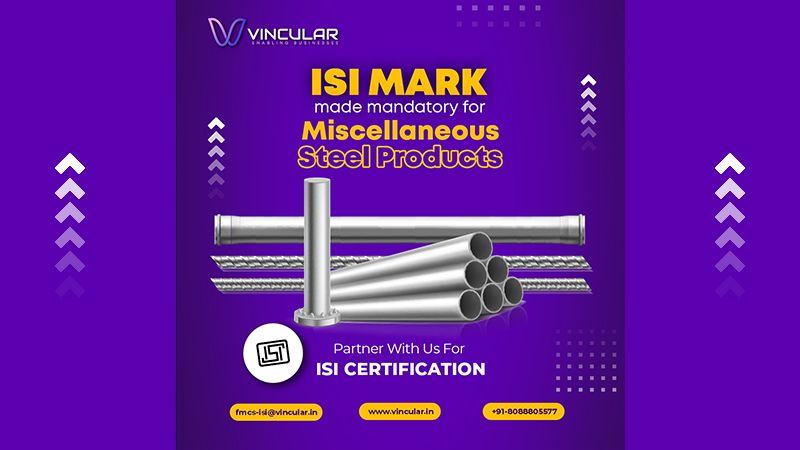 VINCULAR
ENABLING BUSINESSES
ISI MARK
made mandatory for
Miscellaneous
Steel Products
ISI
Partner With Us For
ISI CERTIFICATION
fmcs-isi@vincular.in
www.vincular.in
+91-8088805577